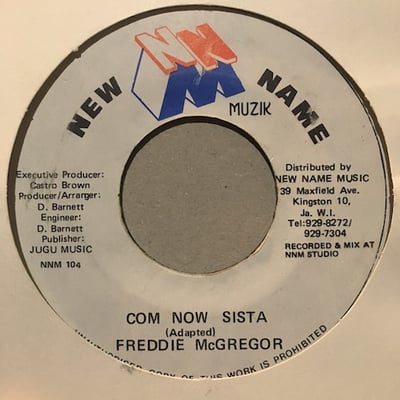 NNM
NEW NAME
MUZIK
Executive Producer:
Castro Brown
Producer/Arranger:
D. Barnett
Engineer:
D. Barnett
Publisher:
JUGU MUSIC
NNM 104
Distributed by
NEW NAME MUSIC
39 Maxfield Ave.
Kingston 10,
Ja. W.I.
Tel:929-8272/
929-7304
RECORDED & MIX AT
NNM STUDIO
COM NOW SISTA
(Adapted)
FREDDIE McGREGOR
COPY OF THIS RECORD IS PROHIBITED